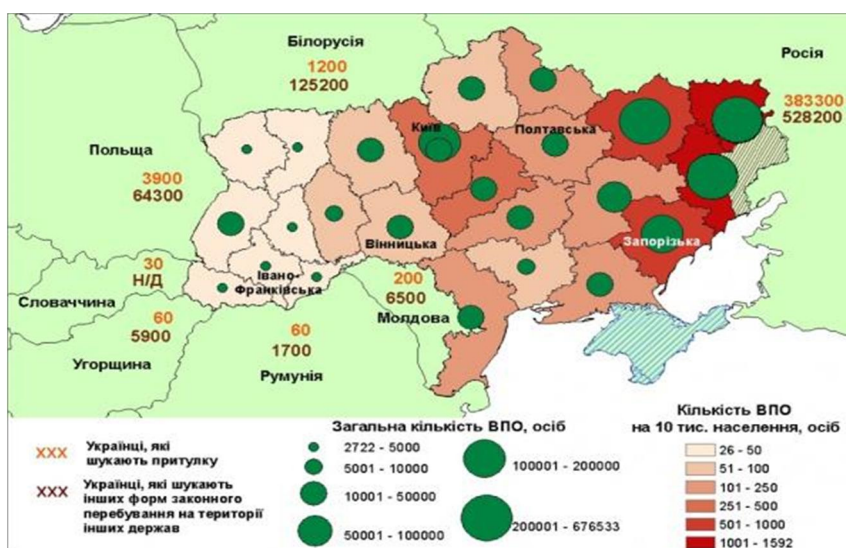 Білорусія
1200
125200
Росія
383300
528200
Київ
Полтавська
Польща
3900
64300
Вінницька
Запорізька
30
Н/Д
Івано-
Франківська
200
6500
Словаччина
Молдова
60
5900
60
1700
Угорщина
Румунія
XXX
Українці, які
шукають притулку
XXX
Українці, які шукають
інших форм законного
перебування на території
інших держав
Загальна кількість ВПО, осіб
2722 - 5000
5001 - 10000
10001 - 50000
50001 - 100000
100001 - 200000
200001 - 676533
Кількість ВПО
на 10 тис. населення, осіб
26 - 50
51 - 100
101 - 250
251 - 500
501 - 1000
1001 - 1592